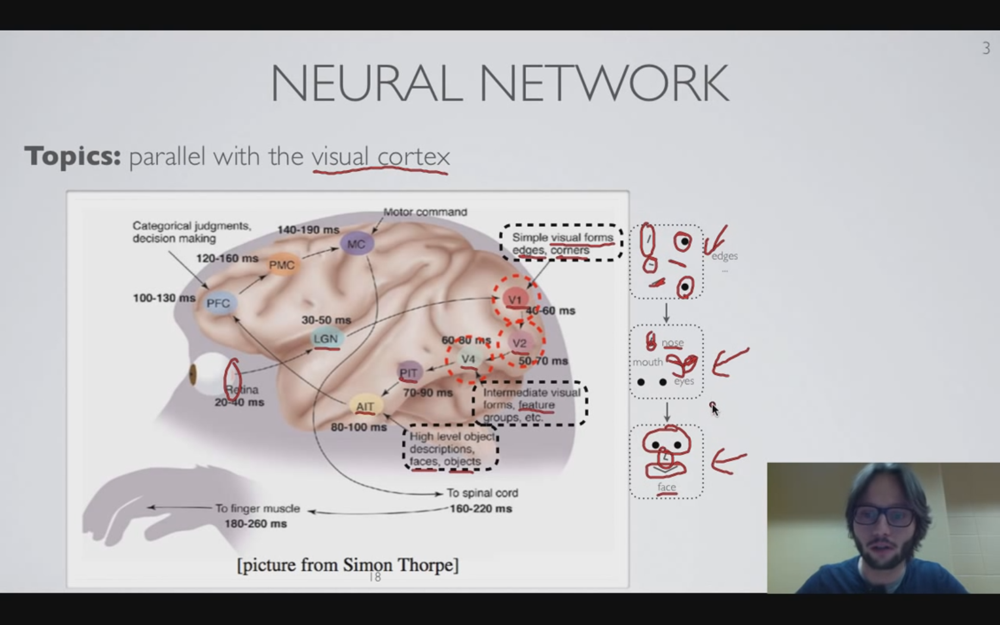 3
NEURAL NETWORK
Topics: parallel with the visual cortex
Motor command
Categorical judgments,
decision making
140-190 ms
MC
120-160 ms
PMC
Simple visual forms
edges, corners
edges
...
100-130 ms
PFC
V1
40-60 ms
30-50 ms
LGN
60-80 ms
V2
V4
50-70 ms
nose
mouth
eyes
PIT
70-90 ms
Retina
20-40 ms
Intermediate visual
forms, feature
groups, etc.
AIT
80-100 ms
High level object
descriptions,
faces, objects
face
To spinal cord
160-220 ms
To finger muscle
180-260 ms
[picture from Simon Thorpe]
18